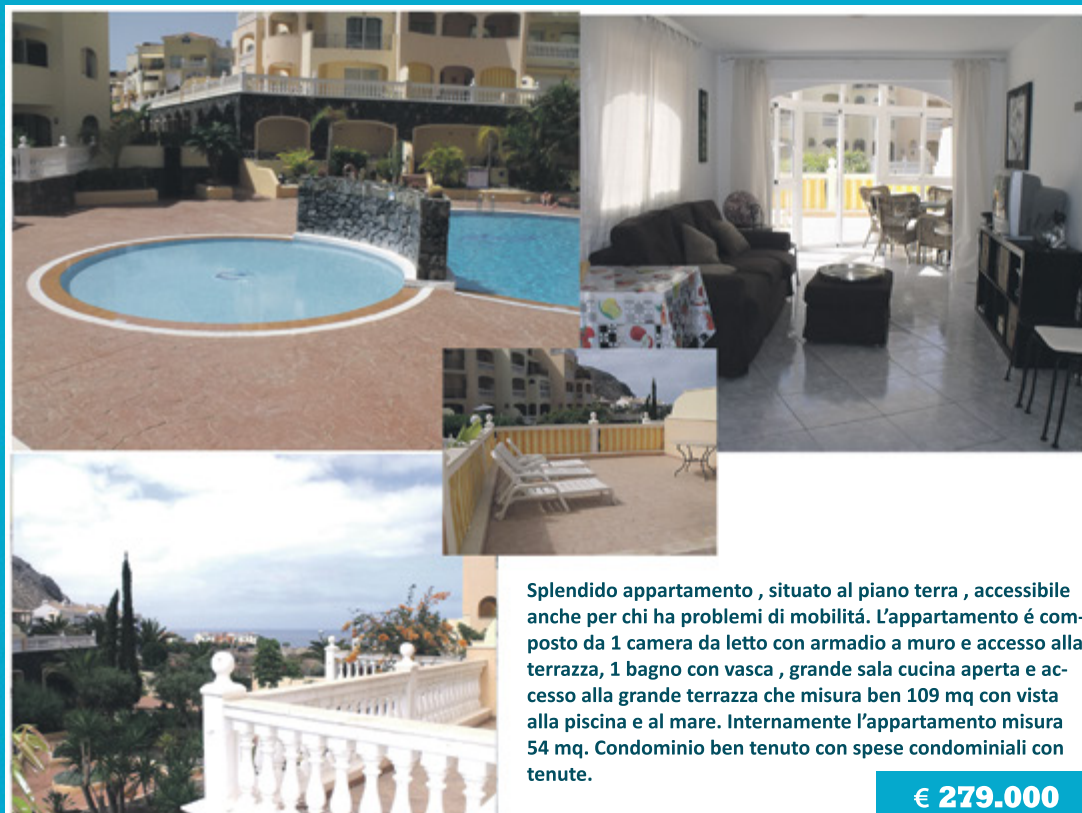 Splendido appartamento , situato al piano terra , accessibile
anche per chi ha problemi di mobilitá. L’appartamento é com-
posto da 1 camera da letto con armadio a muro e accesso alla
terrazza, 1 bagno con vasca , grande sala cucina aperta e ac-
cesso alla grande terrazza che misura ben 109 mq con vista
alla piscina e al mare. Internamente l’appartamento misura
54 mq. Condominio ben tenuto con spese condominiali con
tenute.
€ 279.000